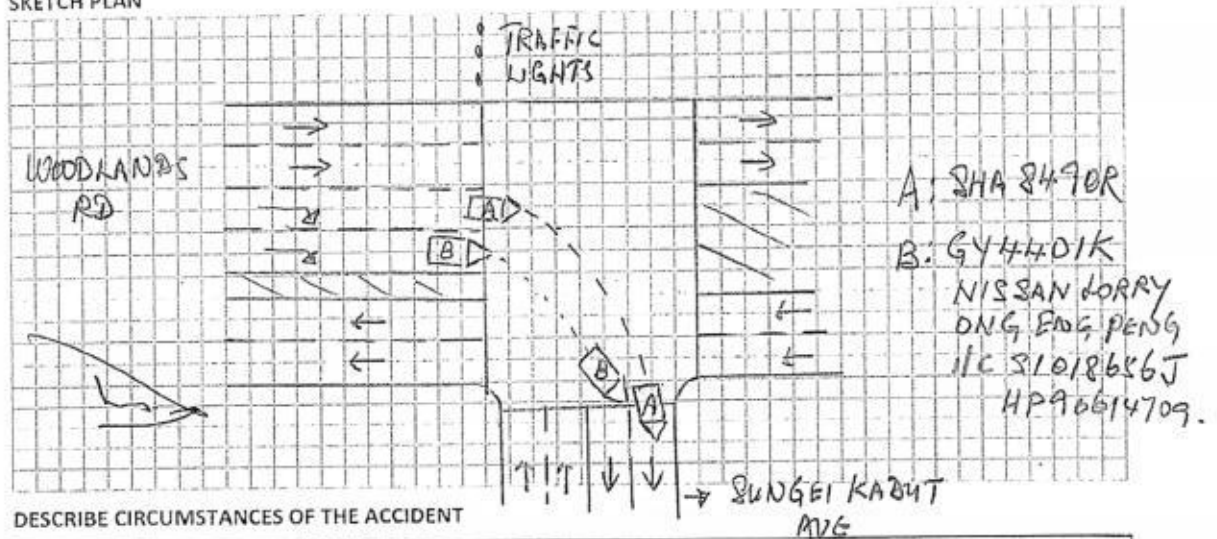 SKETCH PLAN
TRAFFIC
LIGHTS
WOODLANDS
RD
A
B
B
A
A: SHA 8490R
B: GY4401K
NISSAN LORRY
ONG ENG PENG
I/C S1018656J
HP96614709.
SUNGEI KADUT
AVE
DESCRIBE CIRCUMSTANCES OF THE ACCIDENT